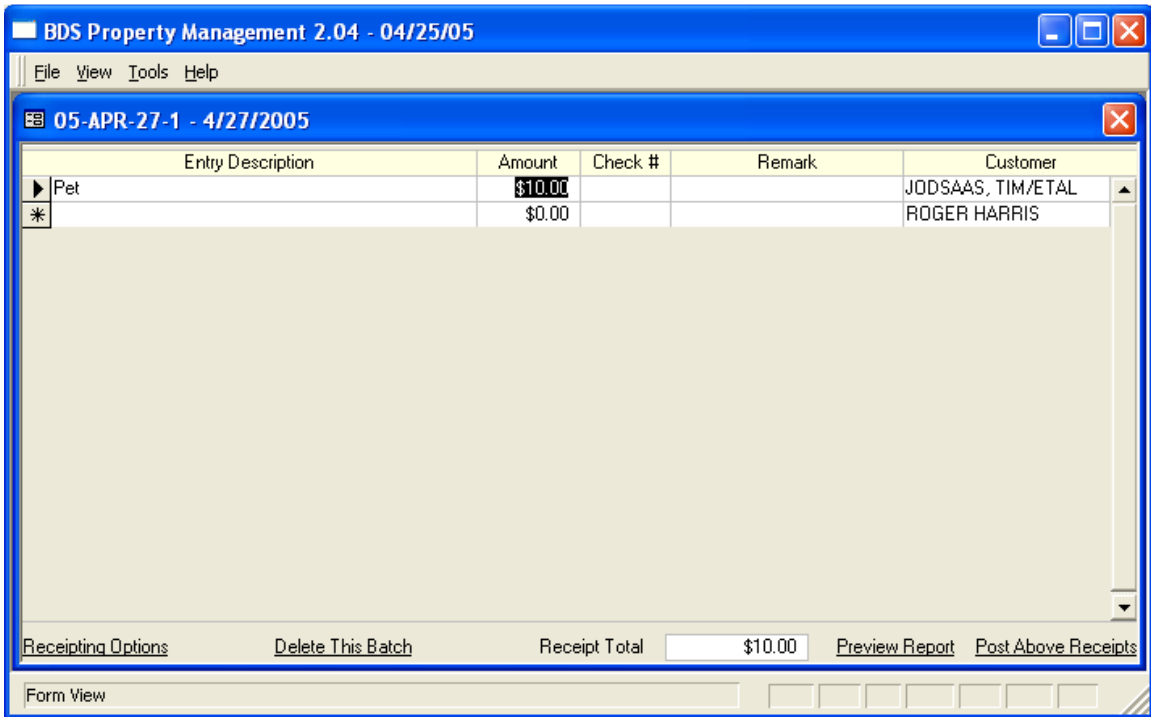 BDS Property Management 2.04 - 04/25/05
File View Tools Help
05-APR-27-1 - 4/27/2005
Entry Description Amount Check # Remark Customer
Pet $10.00 JODSAAS, TIM/ETAL
$0.00 ROGER HARRIS
Receipting Options Delete This Batch Receipt Total $10.00 Preview Report Post Above Receipts
Form View